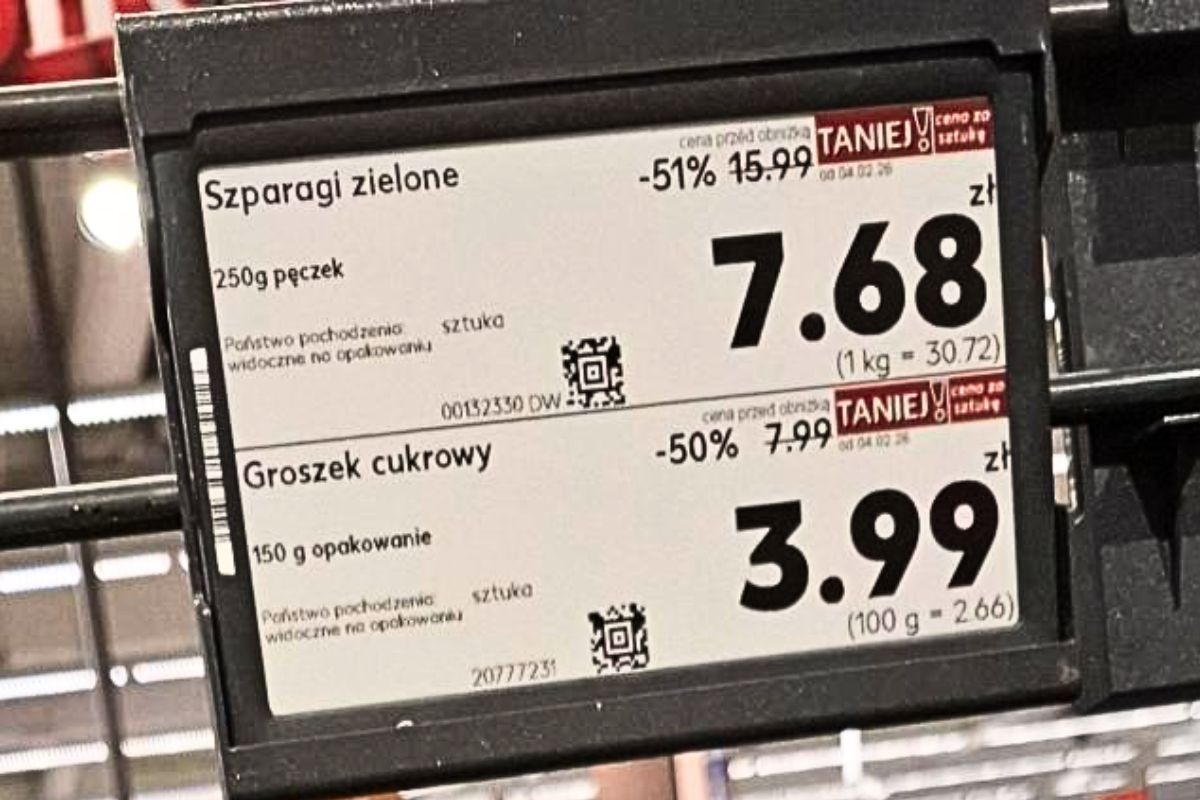 Szparagi zielone
cena przed obniżką
-51% 15.99
TANIEJ! cena za sztukę
od 04.02.26
zł
7.68
250g pęczek
Państwo pochodzenia: sztuka
widoczne na opakowaniu
(1 kg = 30.72)
00132330 DW
Groszek cukrowy
cena przed obniżką
-50% 7.99
TANIEJ! cena za sztukę
od 04.02.26
zł
3.99
150 g opakowanie
Państwo pochodzenia: sztuka
widoczne na opakowaniu
(100 g = 2.66)
20777231